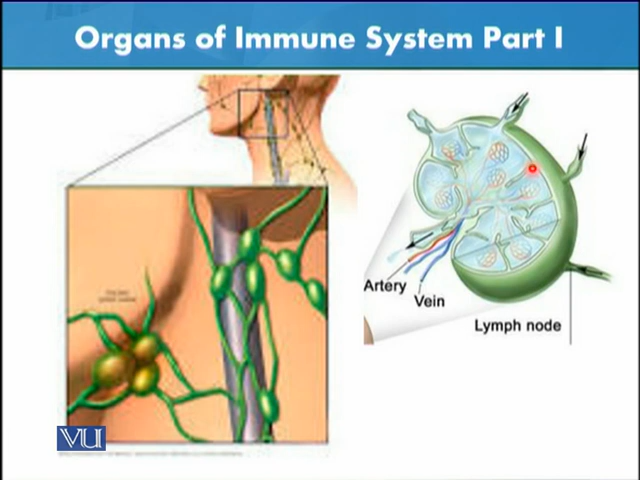 Organs of Immune System Part I
Artery
Vein
Lymph node
VU